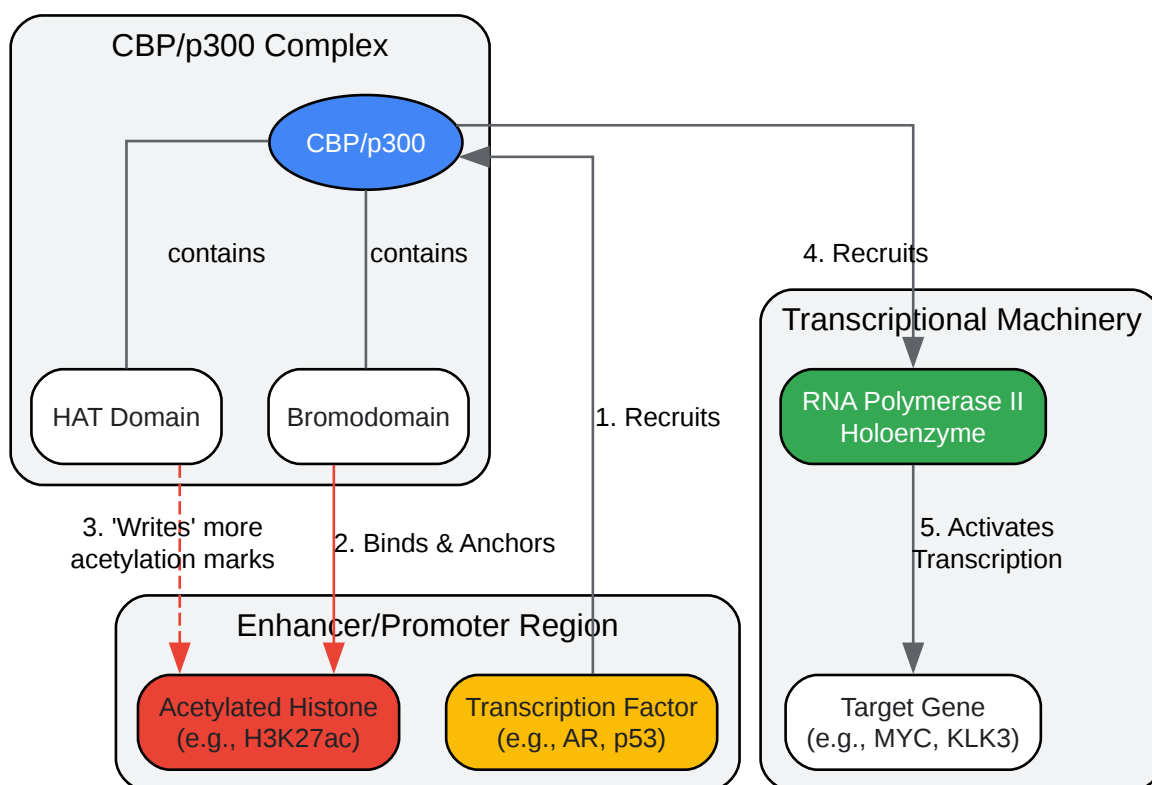 CBP/p300 Complex
CBP/p300
contains
contains
4. Recruits
Transcriptional Machinery
HAT Domain
Bromodomain
1. Recruits
RNA Polymerase II
Holoenzyme
3. 'Writes' more
acetylation marks
2. Binds & Anchors
5. Activates
Transcription
Enhancer/Promoter Region
Acetylated Histone
(e.g., H3K27ac)
Transcription Factor
(e.g., AR, p53)
Target Gene
(e.g., MYC, KLK3)